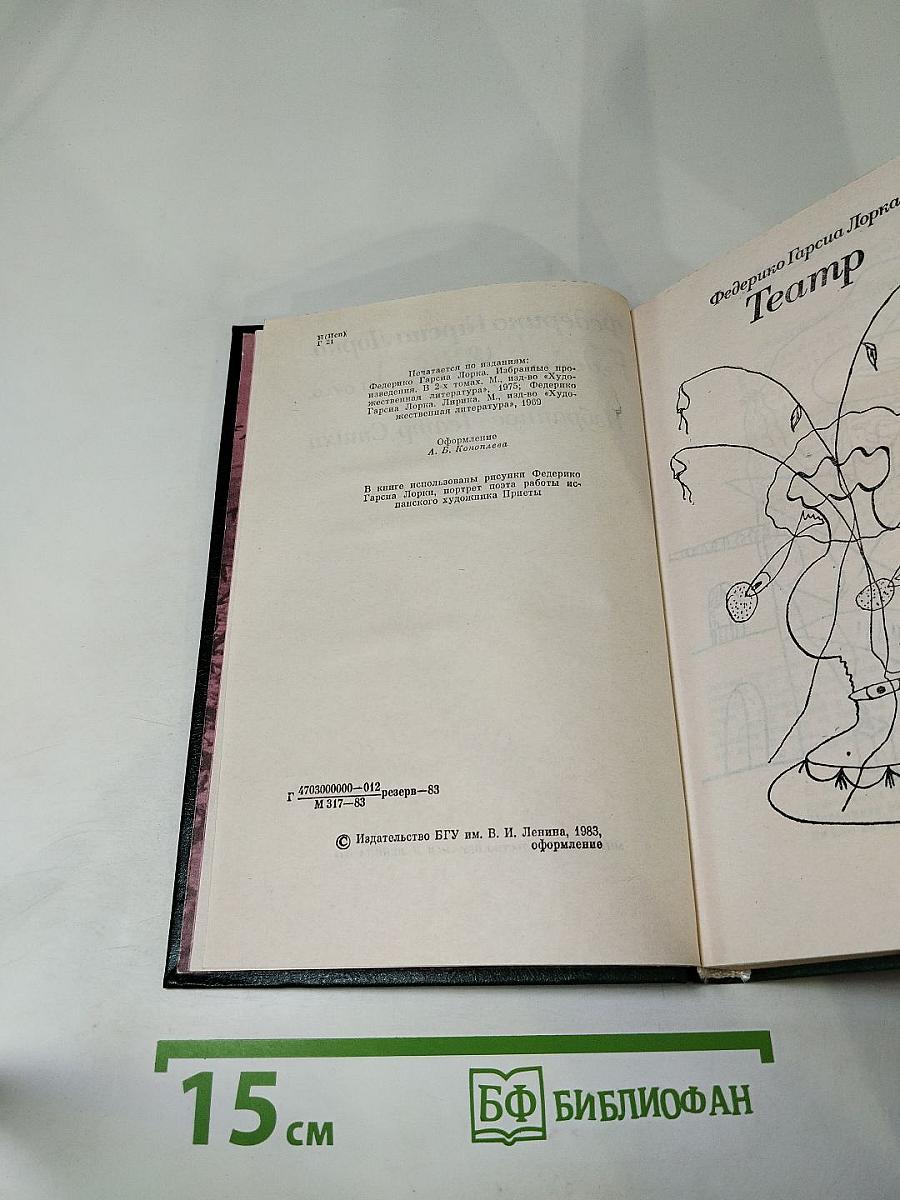 И(Исп)
Г 21
Печатается по изданиям:
Федерико Гарсиа Лорка. Избранные про-
изведения. В 2-х томах. М., изд-во «Худо-
жественная литература», 1975; Федерико
Гарсиа Лорка. Лирика. М., изд-во «Худо-
жественная литература», 1969
Оформление
А. Б. Коноплева
В книге использованы рисунки Федерико
Гарсиа Лорки, портрет поэта работы ис-
панского художника Приеты
Г 4703000000—012 резерв—83
М 317—83
© Издательство БГУ им. В. И. Ленина, 1983,
оформление
Федерико Гарсиа Лорка
Театр
15 см
БФ БИБЛИОФАН